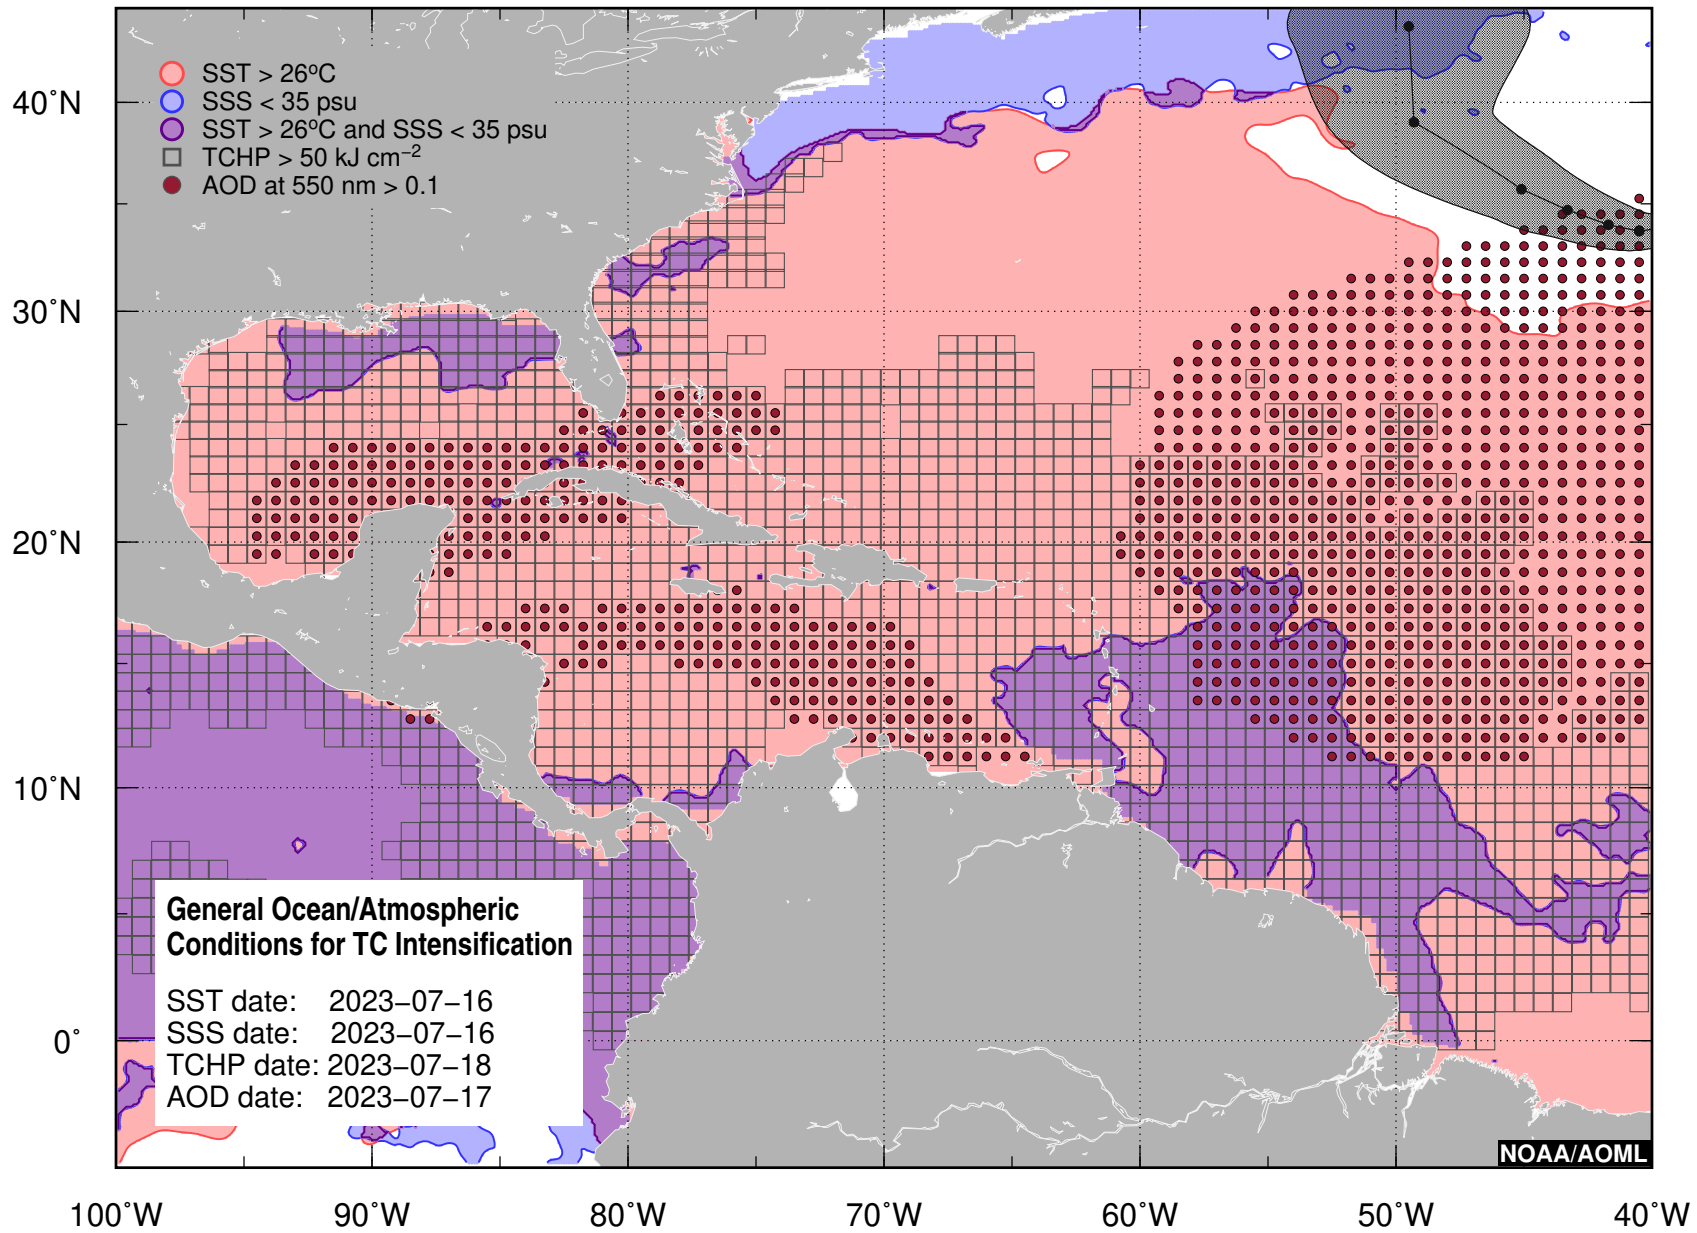 SST > 26ºC
SSS < 35 psu
SST > 26ºC and SSS < 35 psu
TCHP > 50 kJ cm⁻²
AOD at 550 nm > 0.1
40˚N
30˚N
20˚N
10˚N
0˚
General Ocean/Atmospheric
Conditions for TC Intensification
SST date: 2023−07−16
SSS date: 2023−07−16
TCHP date: 2023−07−18
AOD date: 2023−07−17
NOAA/AOML
100˚W 90˚W 80˚W 70˚W 60˚W 50˚W 40˚W